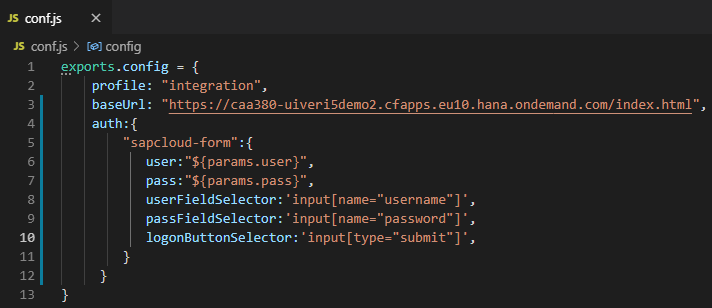 JS conf.js ×
JS conf.js > config
1 exports.config = {
2 profile: "integration",
3 baseUrl: "https://caa380-uiveri5demo2.cfapps.eu10.hana.ondemand.com/index.html",
4 auth:{
5 "sapcloud-form":{
6 user:"${params.user}",
7 pass:"${params.pass}",
8 userFieldSelector:'input[name="username"]',
9 passFieldSelector:'input[name="password"]',
10 logonButtonSelector:'input[type="submit"]',
11 }
12 }
13 }